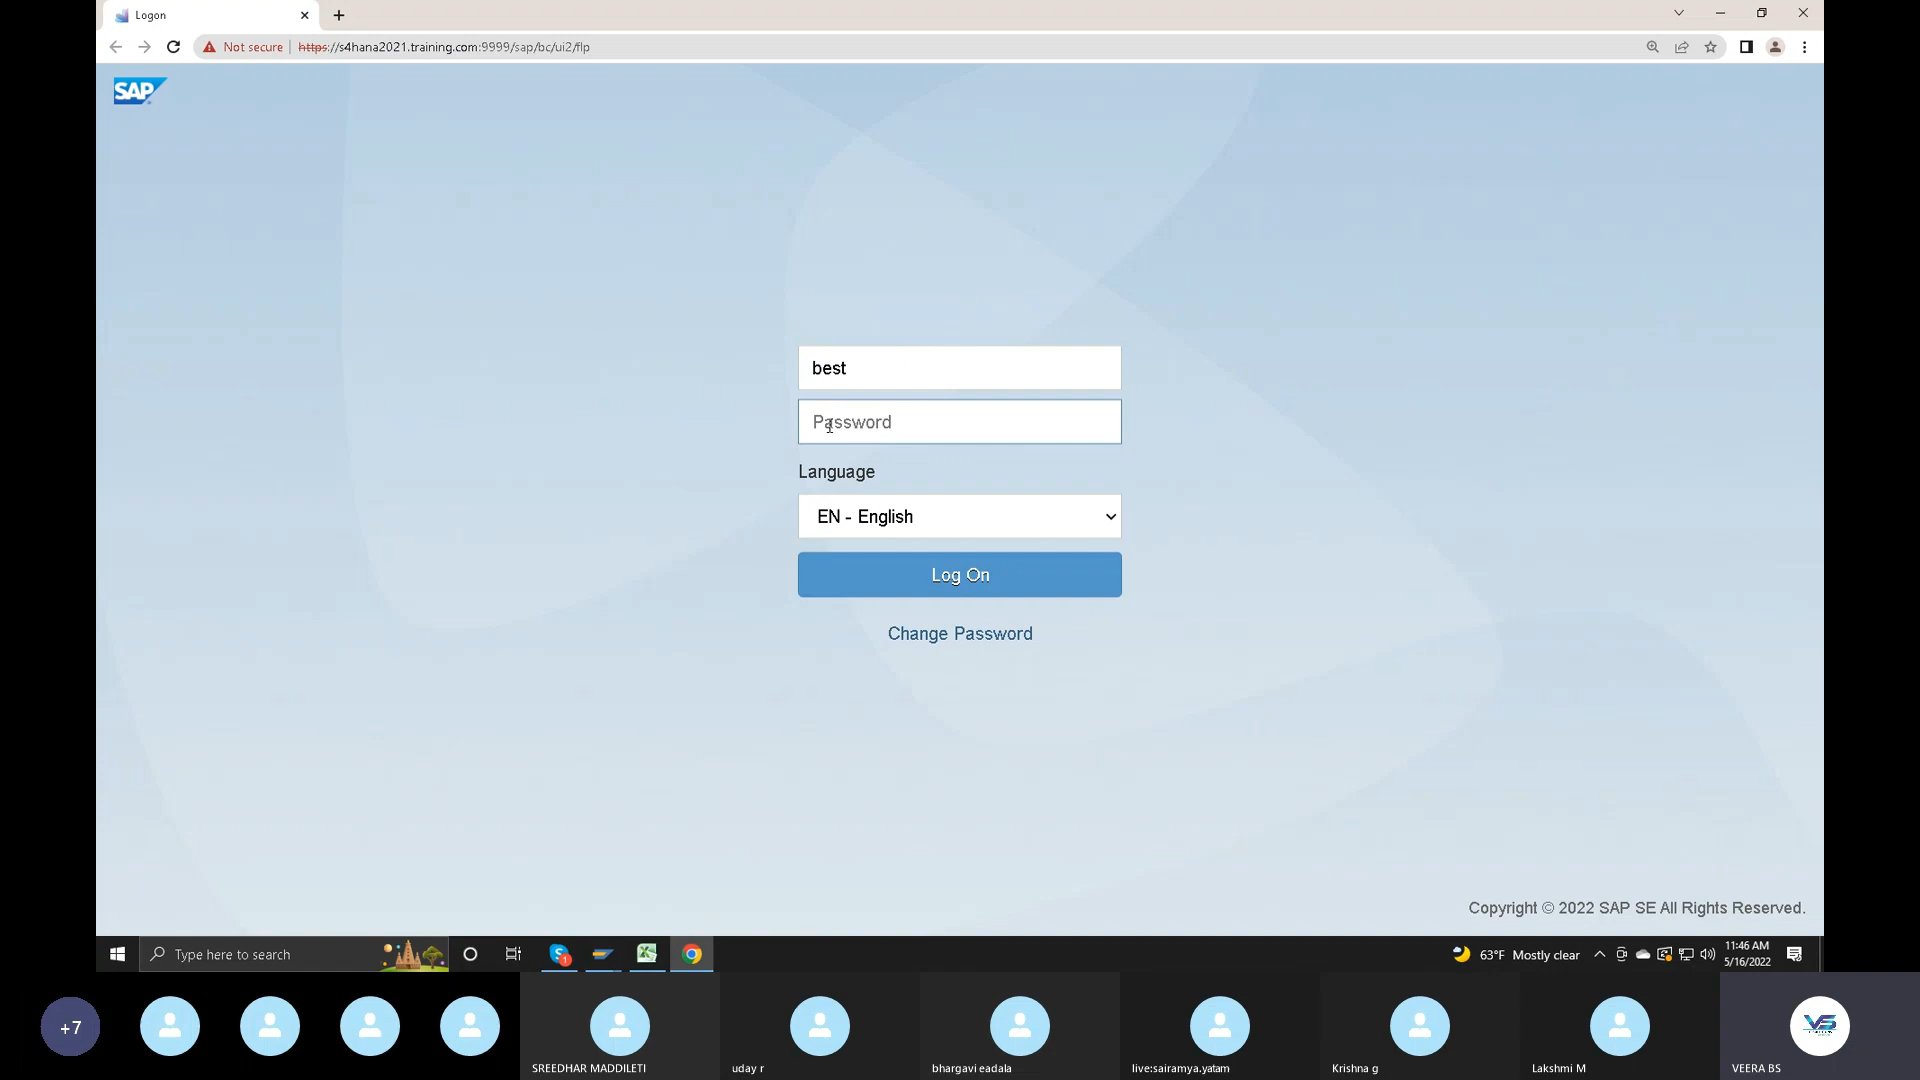 Logon
Not secure
https://s4hana2021.training.com:9999/sap/bc/ui2/flp
SAP
best
Password
Language
EN - English
Log On
Change Password
Copyright © 2022 SAP SE All Rights Reserved.
Type here to search
63°F Mostly clear
11:46 AM
5/16/2022
+7
SREEDHAR MADDILETI
uday r
bhargavi eadala
live:sairamya.yatam
Krishna g
Lakshmi M
VS
VEERA BS